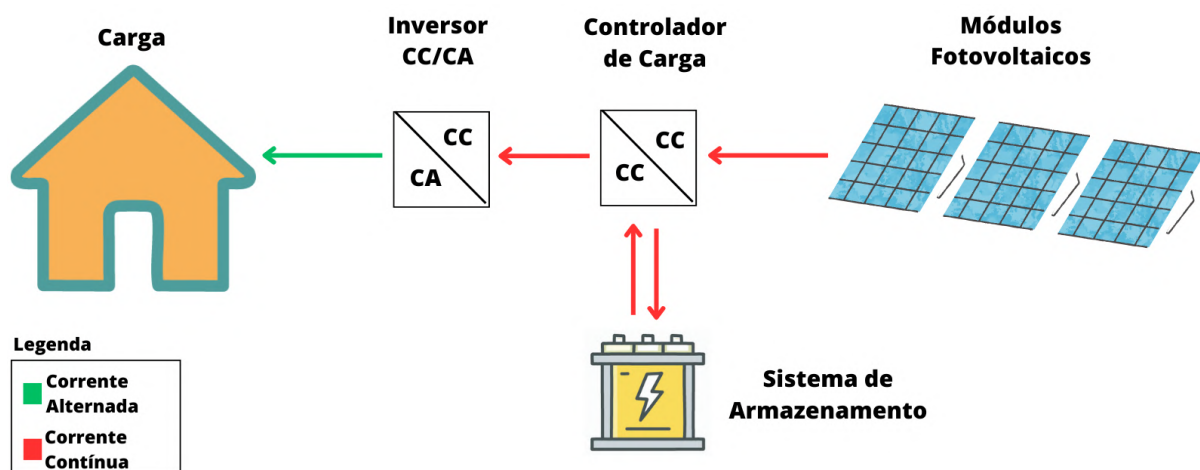 Carga
Inversor
CC/CA
Controlador
de Carga
Módulos
Fotovoltaicos
CC
CA
CC
CC
Sistema de
Armazenamento
Legenda
Corrente
Alternada
Corrente
Contínua